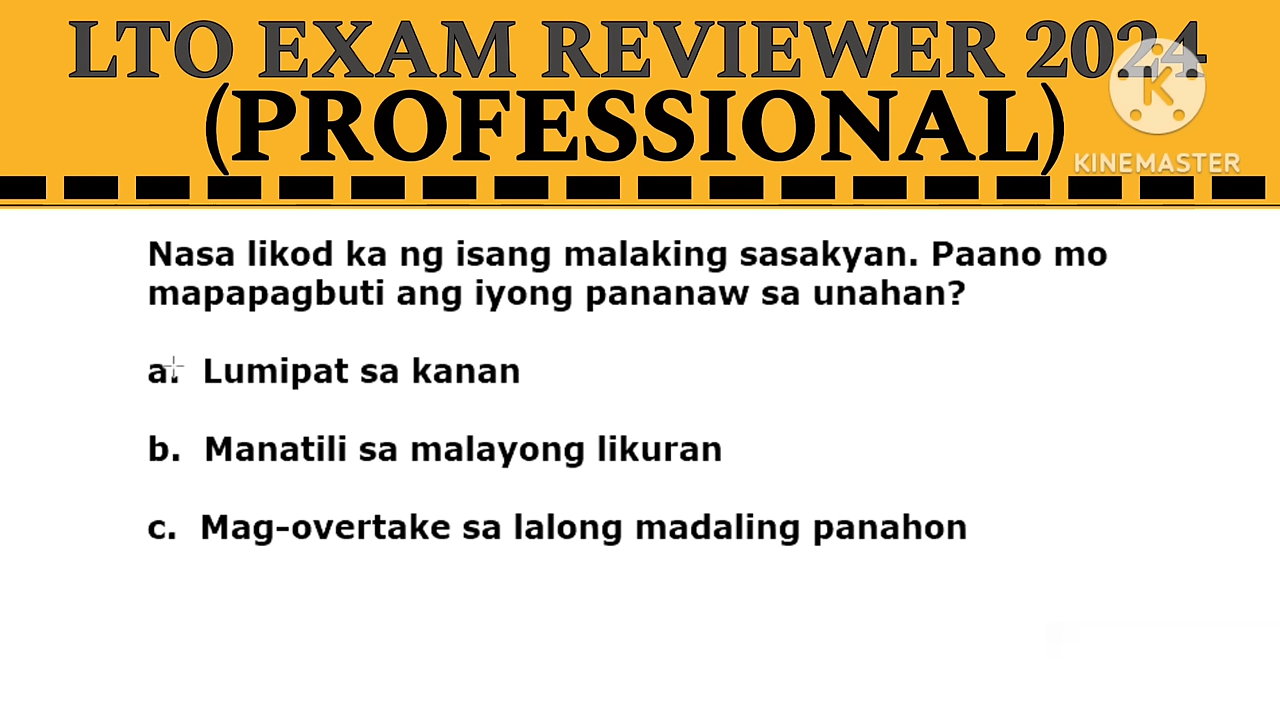 LTO EXAM REVIEWER 2024
(PROFESSIONAL)
K
KINEMASTER
Nasa likod ka ng isang malaking sasakyan. Paano mo
mapapagbuti ang iyong pananaw sa unahan?
a. Lumipat sa kanan
b. Manatili sa malayong likuran
c. Mag-overtake sa lalong madaling panahon